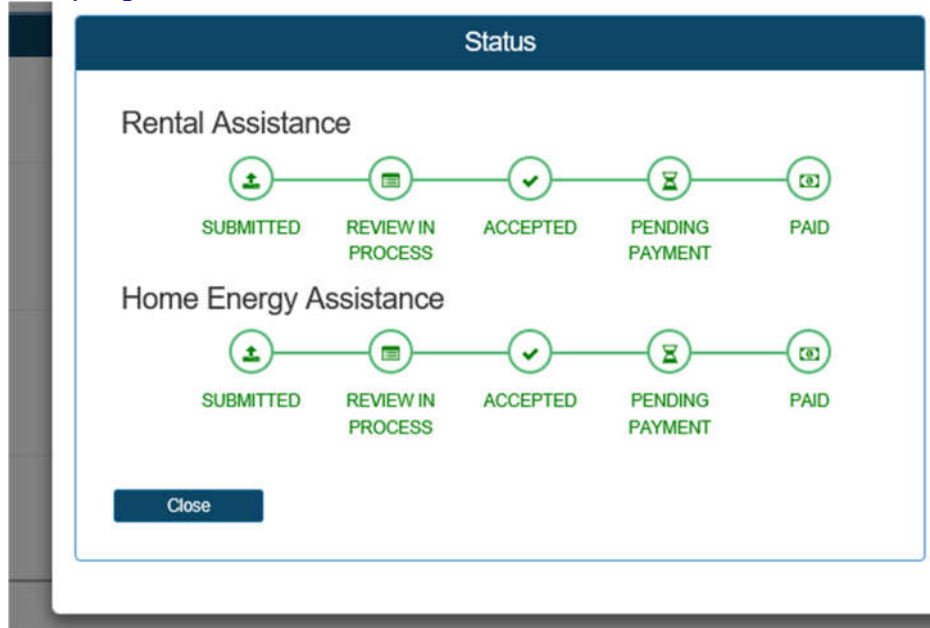 Status
Rental Assistance
SUBMITTED REVIEW IN PROCESS ACCEPTED PENDING PAYMENT PAID
Home Energy Assistance
SUBMITTED REVIEW IN PROCESS ACCEPTED PENDING PAYMENT PAID
Close